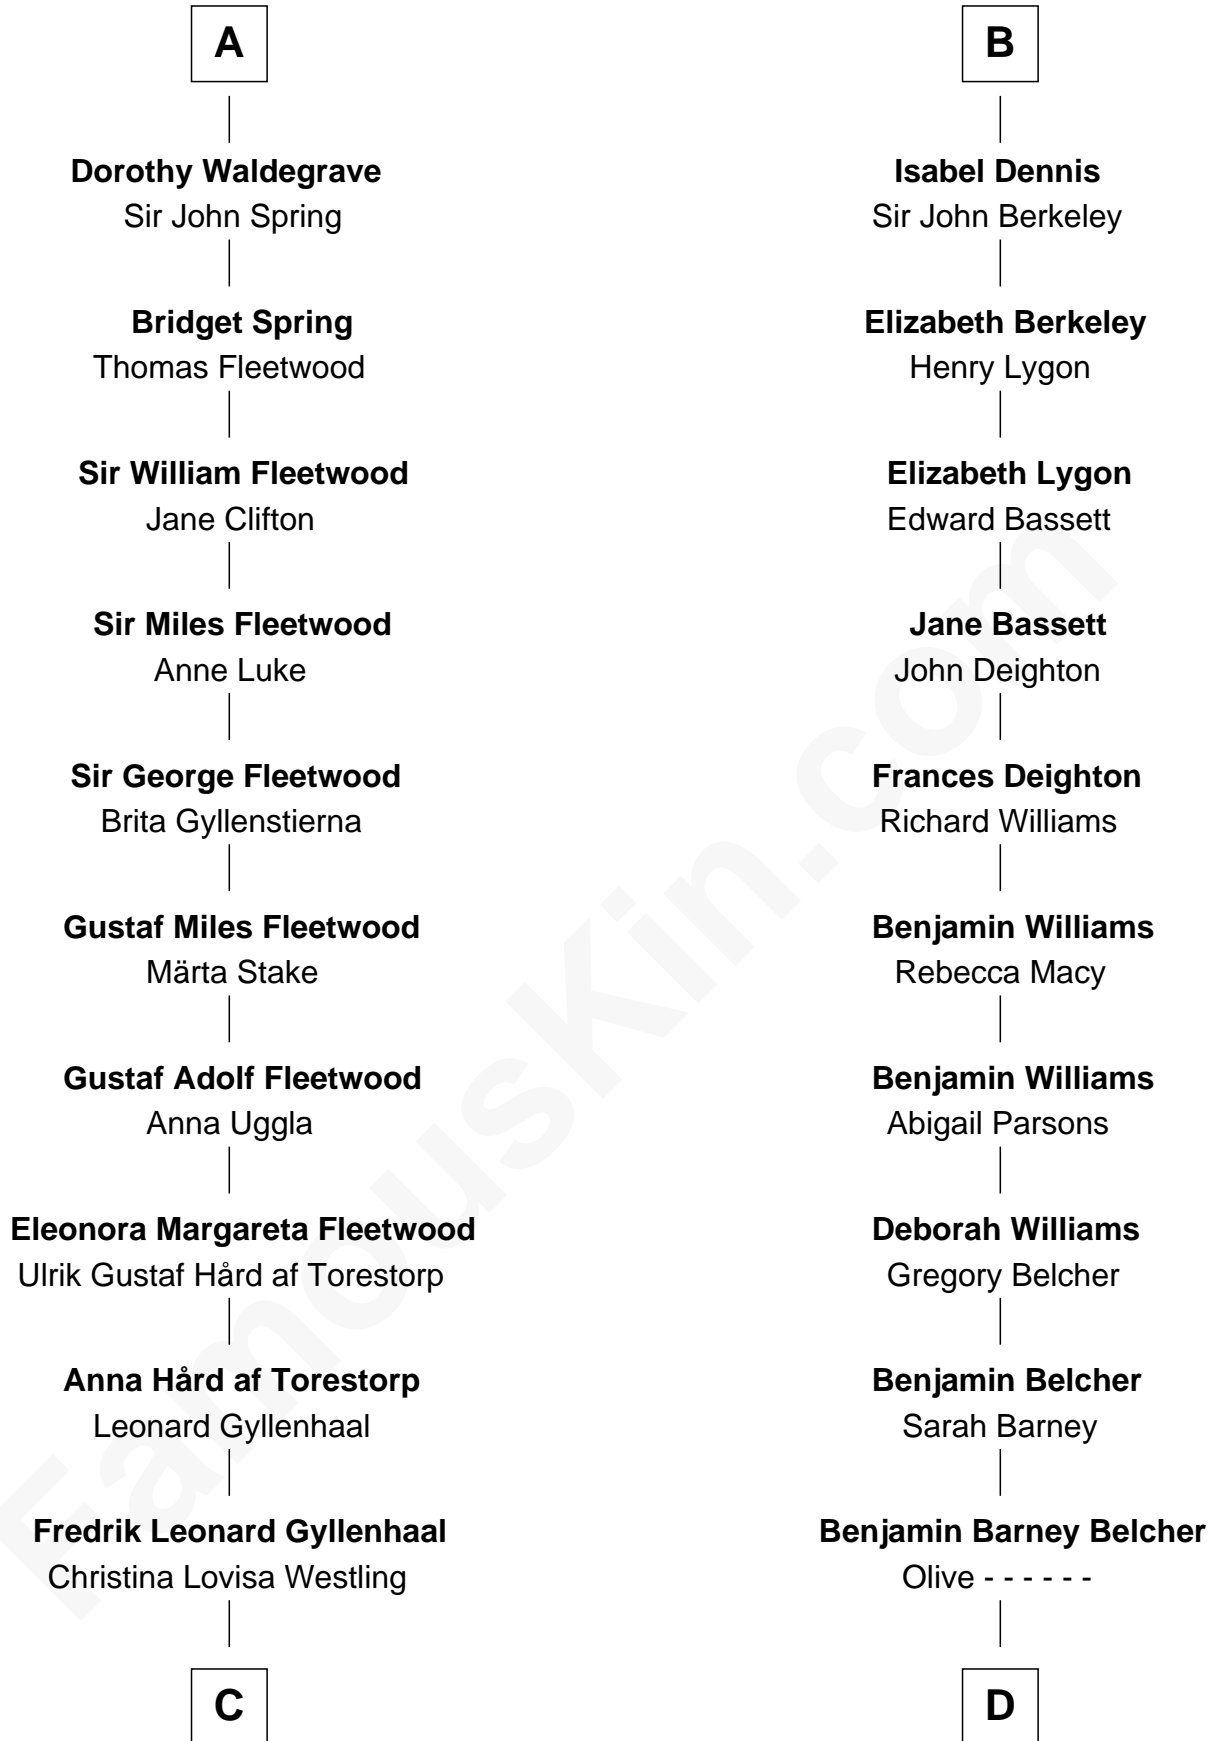 A
Dorothy Waldegrave
Sir John Spring
Bridget Spring
Thomas Fleetwood
Sir William Fleetwood
Jane Clifton
Sir Miles Fleetwood
Anne Luke
Sir George Fleetwood
Brita Gyllenstierna
Gustaf Miles Fleetwood
Märta Stake
Gustaf Adolf Fleetwood
Anna Uggla
Eleonora Margareta Fleetwood
Ulrik Gustaf Hård af Torestorp
Anna Hård af Torestorp
Leonard Gyllenhaal
Fredrik Leonard Gyllenhaal
Christina Lovisa Westling
C
B
Isabel Dennis
Sir John Berkeley
Elizabeth Berkeley
Henry Lygon
Elizabeth Lygon
Edward Bassett
Jane Bassett
John Deighton
Frances Deighton
Richard Williams
Benjamin Williams
Rebecca Macy
Benjamin Williams
Abigail Parsons
Deborah Williams
Gregory Belcher
Benjamin Belcher
Sarah Barney
Benjamin Barney Belcher
Olive - - - - - -
D
FamousKin.com